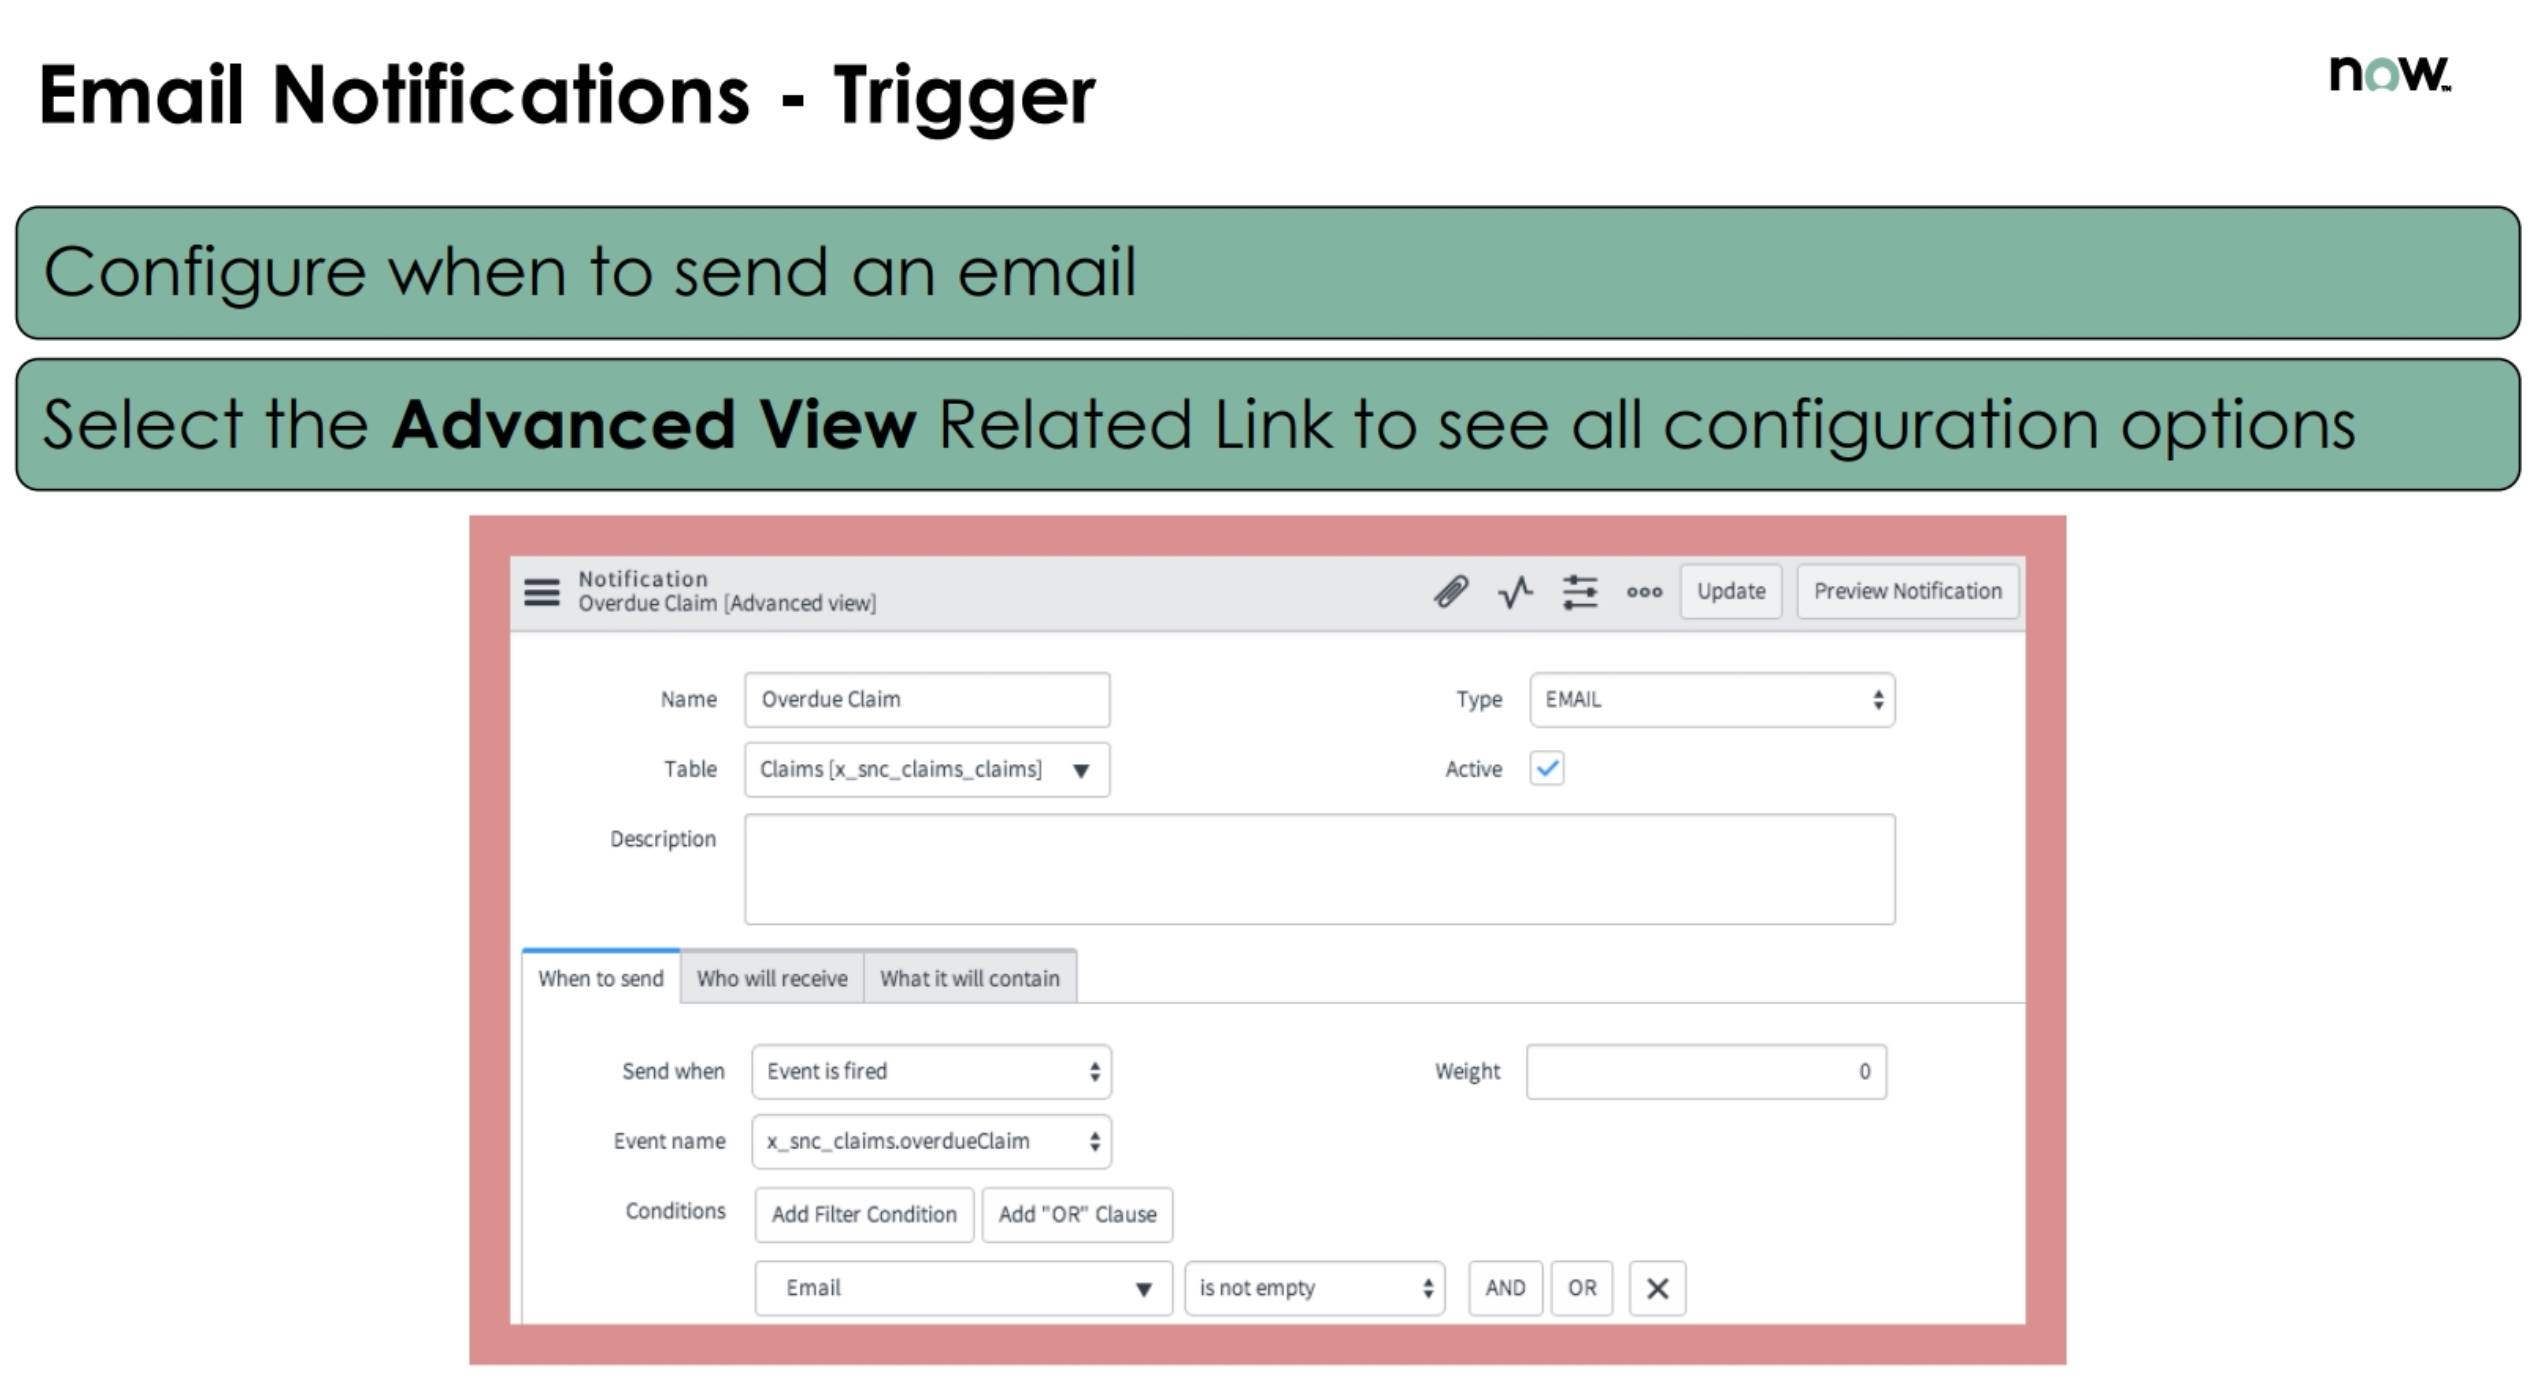 Email Notifications - Trigger
now™
Configure when to send an email
Select the Advanced View Related Link to see all configuration options
Notification
Overdue Claim [Advanced view]
Update
Preview Notification
Name
Overdue Claim
Type
EMAIL
Table
Claims [x_snc_claims_claims]
Active
Description
When to send
Who will receive
What it will contain
Send when
Event is fired
Weight
0
Event name
x_snc_claims.overdueClaim
Conditions
Add Filter Condition
Add "OR" Clause
Email
is not empty
AND
OR